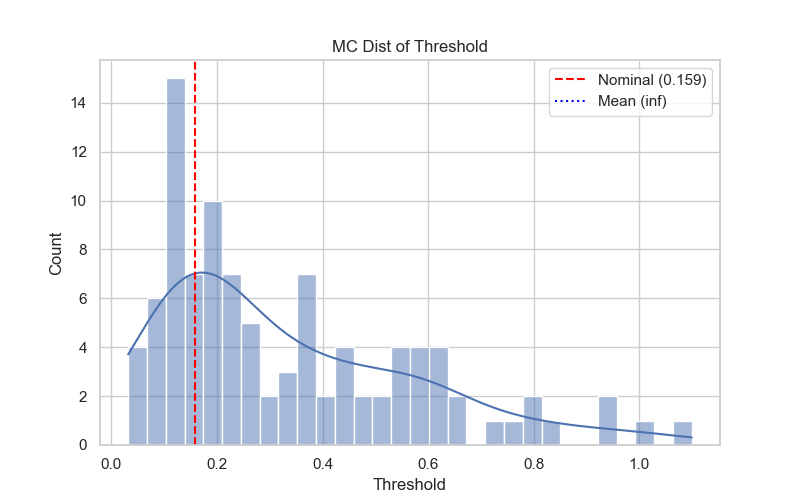 MC Dist of Threshold
Nominal (0.159)
Mean (inf)
Count
14
12
10
8
6
4
2
0
0.0 0.2 0.4 0.6 0.8 1.0
Threshold